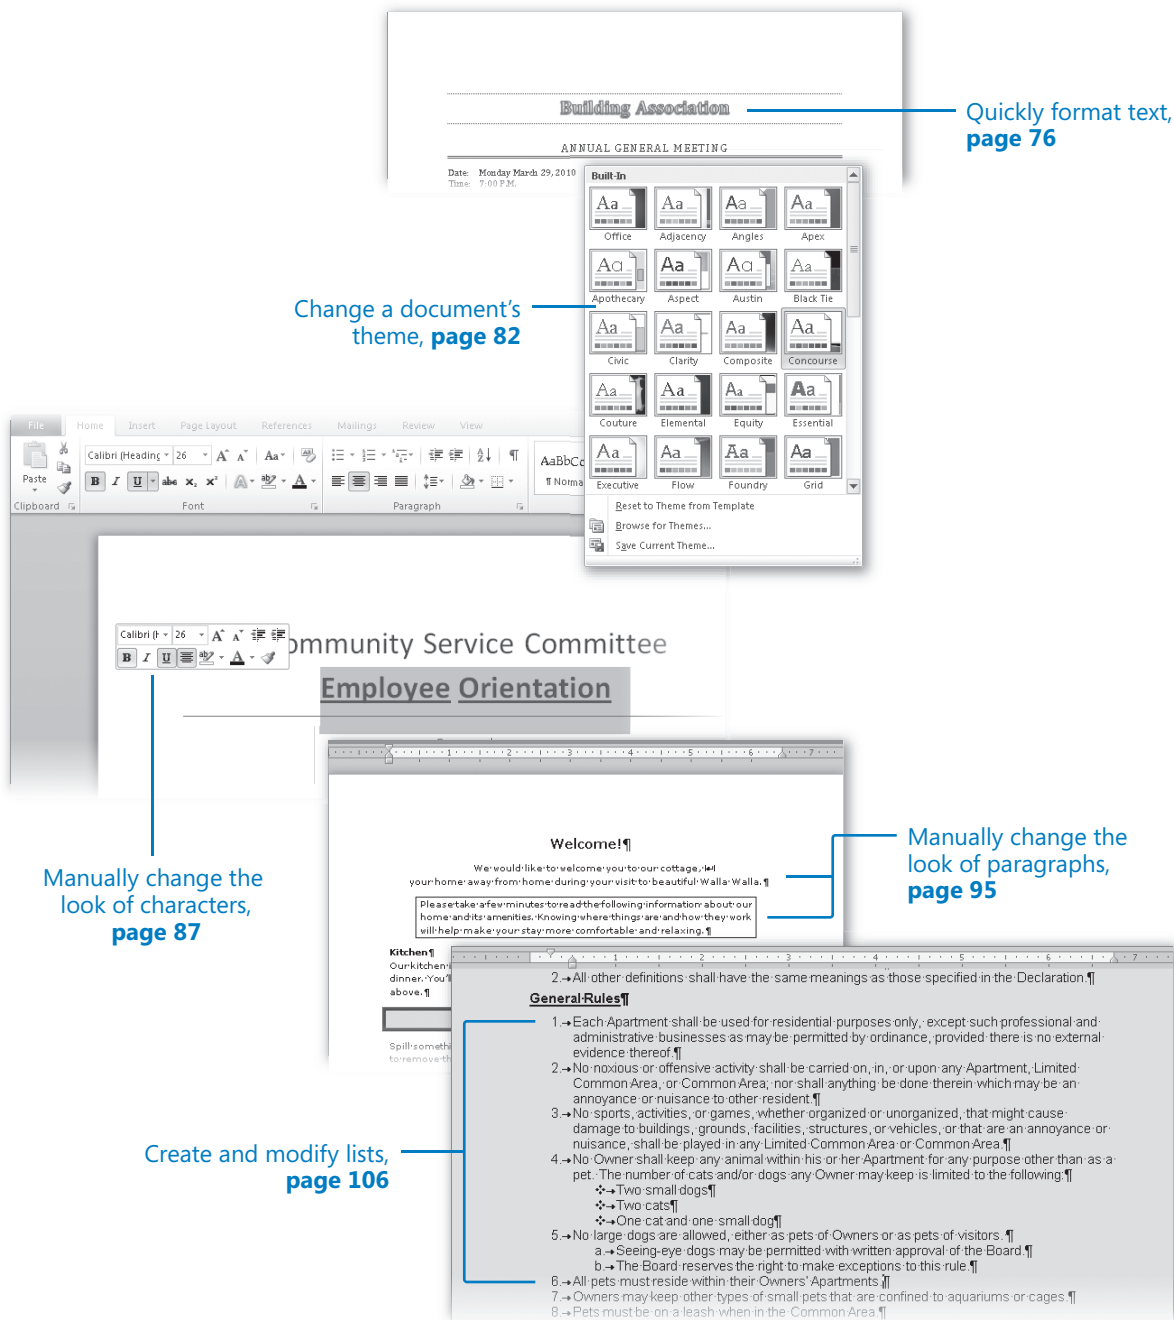 Building Association
Quickly format text,
page 76
ANNUAL GENERAL MEETING
Date: Monday March 29, 2010
Time: 7:00 P.M.
Built-In
Office Adjacency Angles Apex
Apothecary Aspect Austin Black Tie
Civic Clarity Composite Concourse
Couture Elemental Equity Essential
Executive Flow Foundry Grid
Reset to Theme from Template
Browse for Themes...
Save Current Theme...
Change a document's
theme, page 82
File Home Insert Page Layout References Mailings Review View
Calibri (Heading 26
Paste
AaBbCc
¶ Norma
Clipboard Font Paragraph
Calibri (H 26
ommunity Service Committee
Employee Orientation
Manually change the
look of characters,
page 87
Welcome!¶
We·would·like·to·welcome·you·to·our·cottage,
your·home·away·from·home·during·your·visit·to·beautiful·Walla·Walla.¶
Please·take·a·few·minutes·to·read·the·following·information·about·our·
home·and·its·amenities.·Knowing·where·things·are·and·how·they·work·
will·help·make·your·stay·more·comfortable·and·relaxing.¶
Manually change the
look of paragraphs,
page 95
Kitchen¶
Our·kitchen·
dinner.·You'l
above.¶
Spill·somethi
to·remove·th
2.→All·other·definitions·shall·have·the·same·meanings·as·those·specified·in·the·Declaration.¶
General·Rules¶
1.→Each·Apartment·shall·be·used·for·residential·purposes·only,·except·such·professional·and·
administrative·businesses·as·may·be·permitted·by·ordinance,·provided·there·is·no·external·
evidence·thereof.¶
2.→No·noxious·or·offensive·activity·shall·be·carried·on,·in,·or·upon·any·Apartment,·Limited·
Common·Area,·or·Common·Area;·nor·shall·anything·be·done·therein·which·may·be·an·
annoyance·or·nuisance·to·other·resident.¶
3.→No·sports,·activities,·or·games,·whether·organized·or·unorganized,·that·might·cause·
damage·to·buildings,·grounds,·facilities,·structures,·or·vehicles,·or·that·are·an·annoyance·or·
nuisance,·shall·be·played·in·any·Limited·Common·Area·or·Common·Area.¶
4.→No·Owner·shall·keep·any·animal·within·his·or·her·Apartment·for·any·purpose·other·than·as·a·
pet.·The·number·of·cats·and/or·dogs·any·Owner·may·keep·is·limited·to·the·following:¶
❖→Two·small·dogs¶
❖→Two·cats¶
❖→One·cat·and·one·small·dog¶
5.→No·large·dogs·are·allowed,·either·as·pets·of·Owners·or·as·pets·of·visitors.·¶
a.→Seeing-eye·dogs·may·be·permitted·with·written·approval·of·the·Board.¶
b.→The·Board·reserves·the·right·to·make·exceptions·to·this·rule.¶
6.→All·pets·must·reside·within·their·Owners'·Apartments.¶
7.→Owners·may·keep·other·types·of·small·pets·that·are·confined·to·aquariums·or·cages.¶
8.→Pets·must·be·on·a·leash·when·in·the·Common·Area.¶
Create and modify lists,
page 106